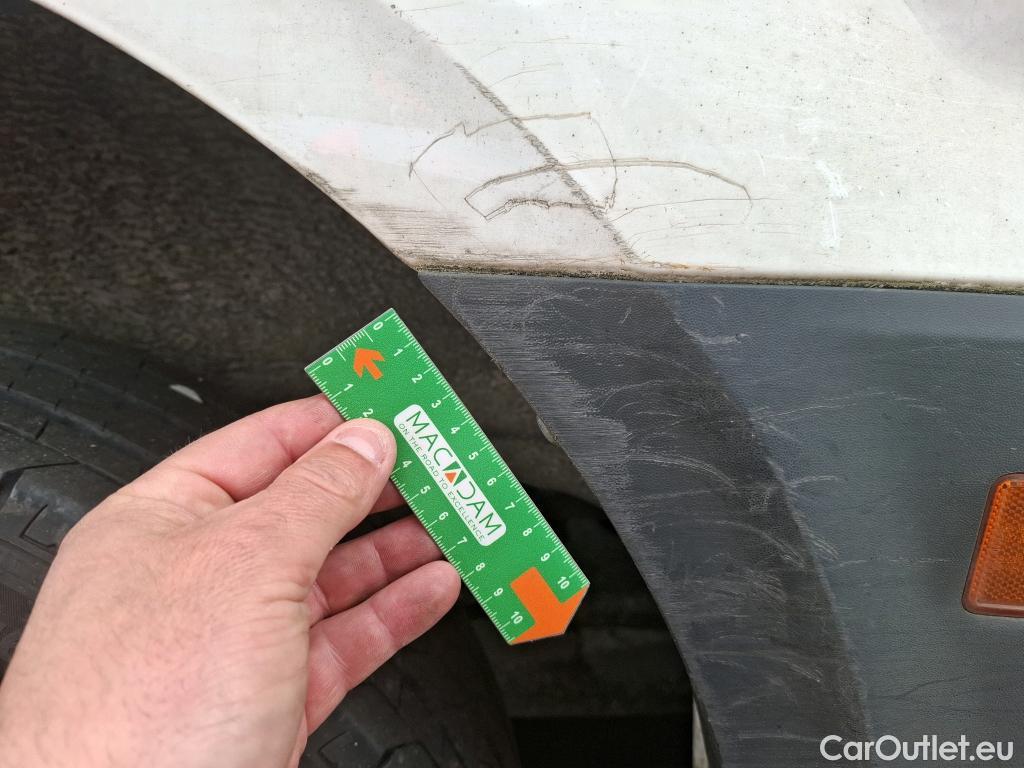 0 1 2 3 4 5 6 7 8 9 10
0 1 2 4 5 6 7 8 9 10
MACADAM
ON THE ROAD TO EXCELLENCE
CarOutlet.eu